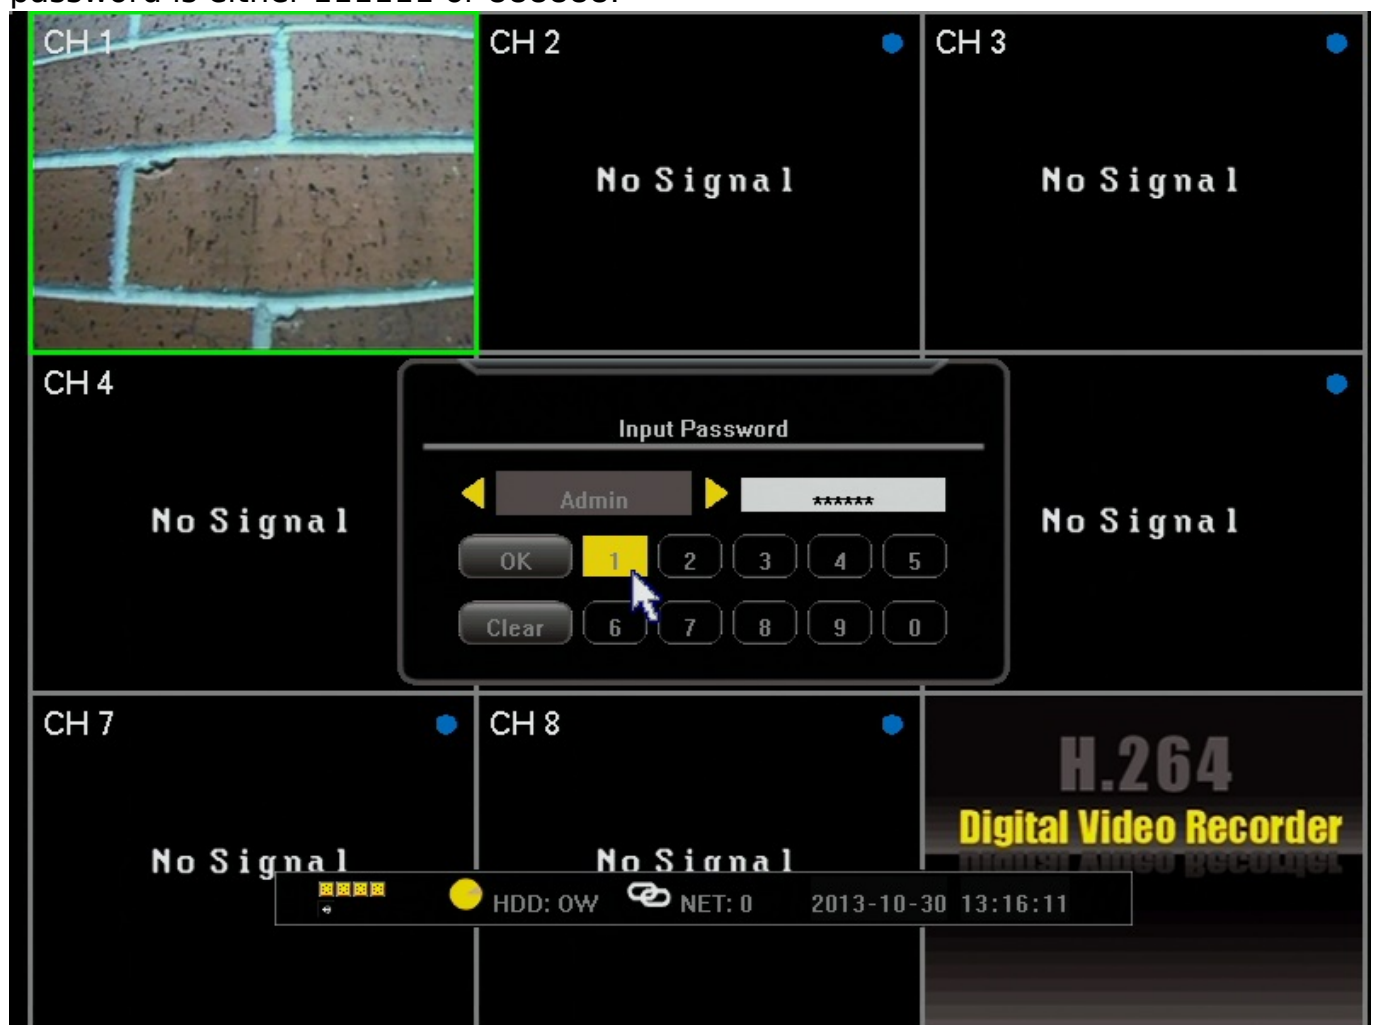 CH 1
CH 2
CH 3
No Signal
No Signal
CH 4
Input Password
Admin
******
No Signal
No Signal
OK 1 2 3 4 5
Clear 6 7 8 9 0
CH 7
CH 8
H.264
Digital Video Recorder
No Signal
No Signal
HDD: OW NET: 0 2013-10-30 13:16:11